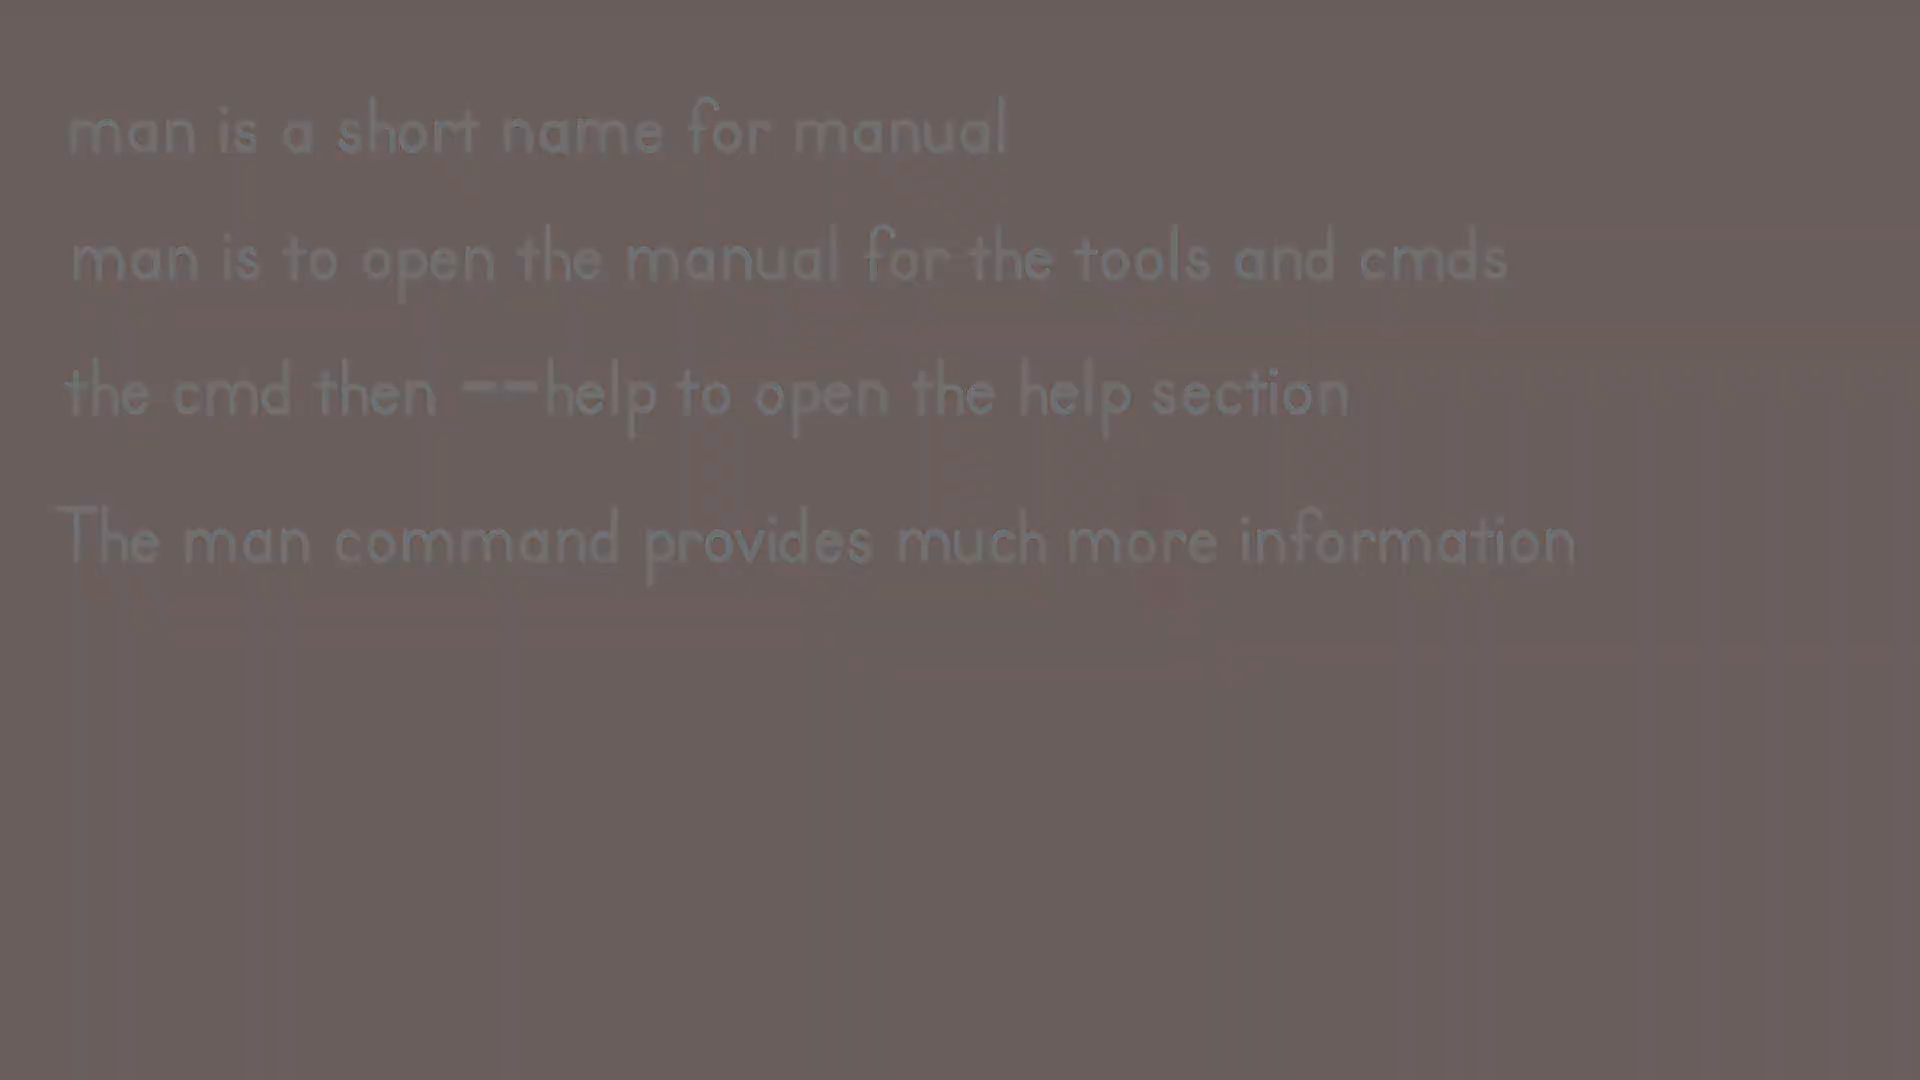 man is a short name for manual
man is to open the manual for the tools and cmds
the cmd then --help to open the help section
The man command provides much more information